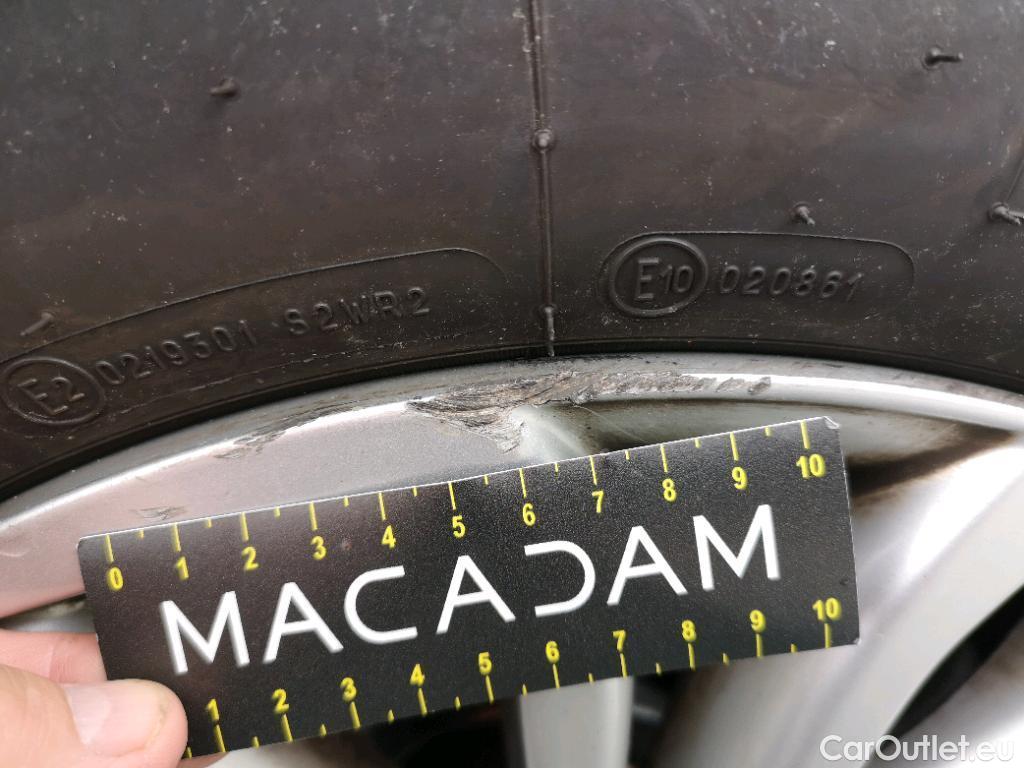 E2 0219301 S2WR2
E10 020861
0 1 2 3 4 5 6 7 8 9 10
MACADAM
1 2 3 4 5 6 7 8 9 10
CarOutlet.eu